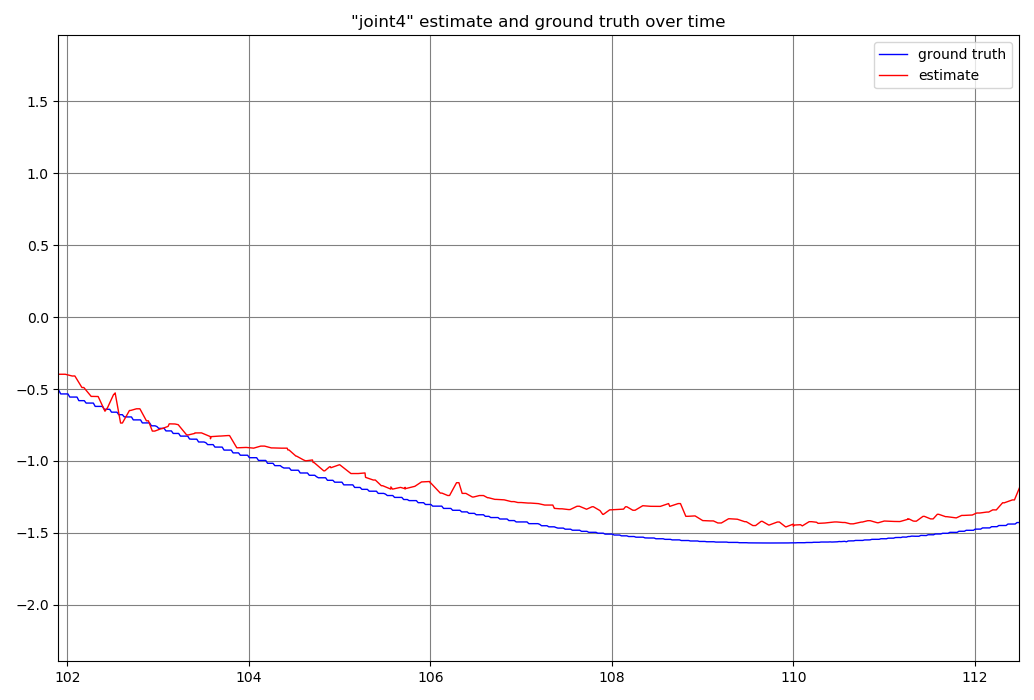 "joint4" estimate and ground truth over time
ground truth
estimate
1.5
1.0
0.5
0.0
−0.5
−1.0
−1.5
−2.0
102 104 106 108 110 112